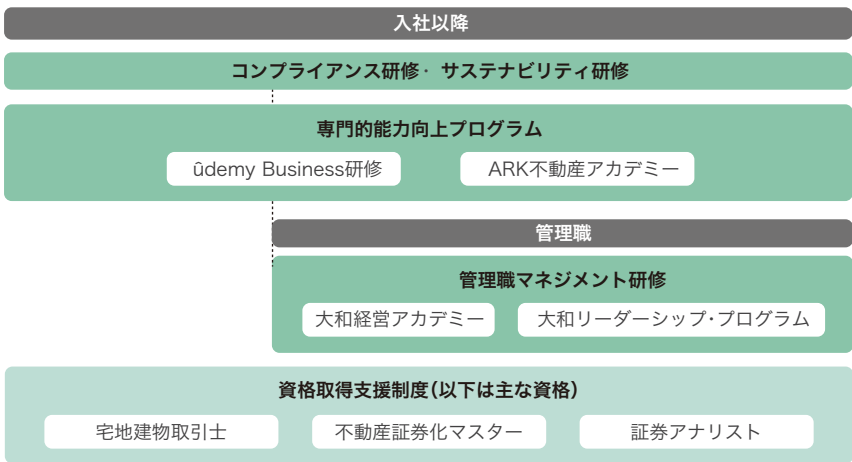 入社以降
コンプライアンス研修・サステナビリティ研修
専門的能力向上プログラム
ûdemy Business研修
ARK不動産アカデミー
管理職
管理職マネジメント研修
大和経営アカデミー
大和リーダーシップ・プログラム
資格取得支援制度(以下は主な資格)
宅地建物取引士
不動産証券化マスター
証券アナリスト